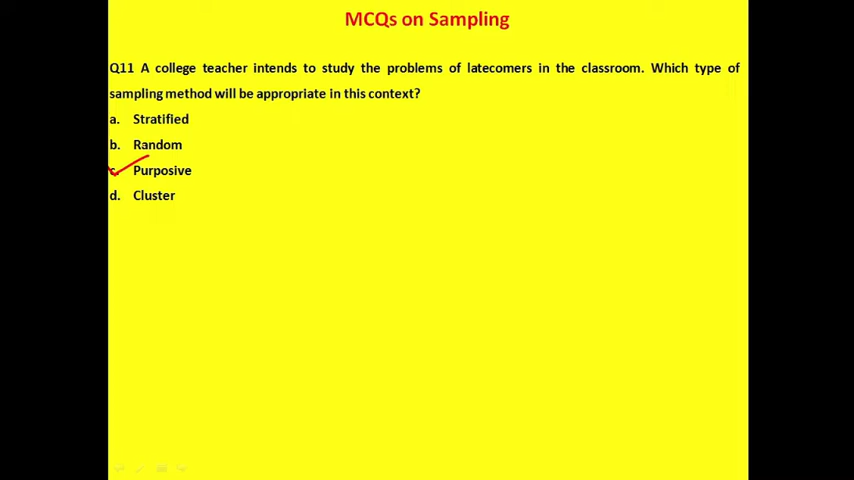 MCQs on Sampling
Q11 A college teacher intends to study the problems of latecomers in the classroom. Which type of
sampling method will be appropriate in this context?
a. Stratified
b. Random
c. Purposive
d. Cluster